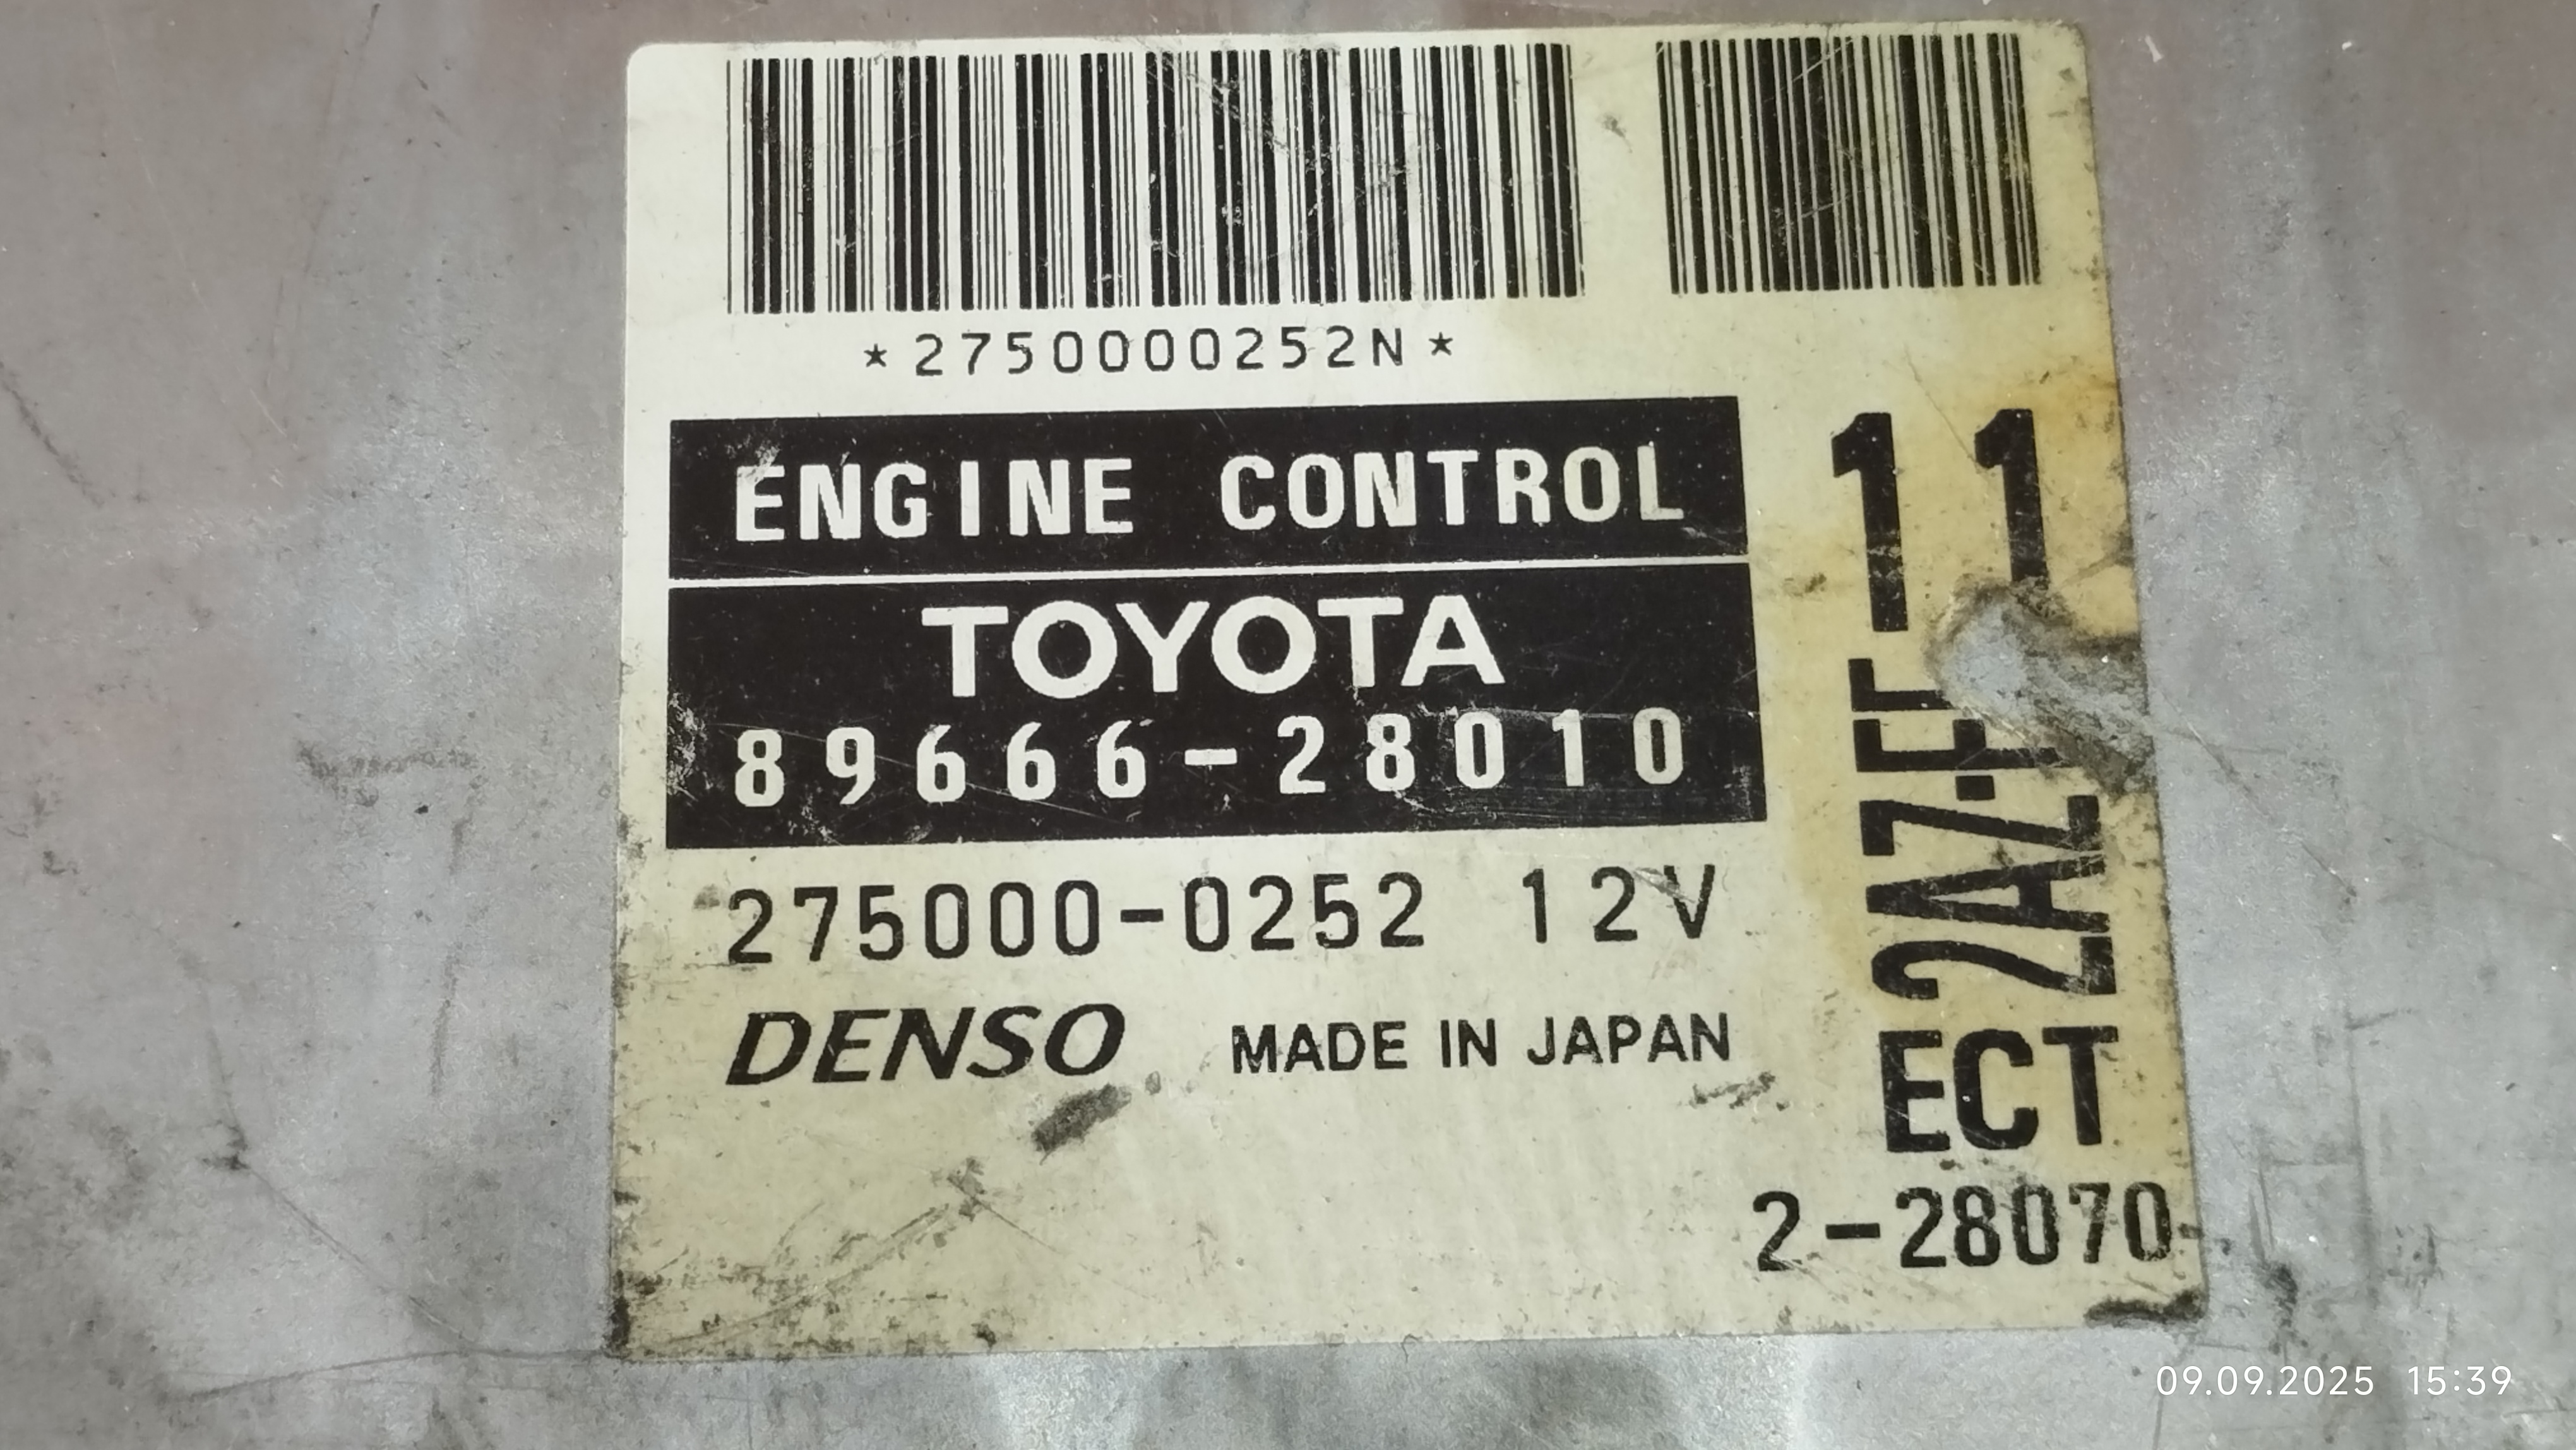 *2750000252N*
ENGINE CONTROL
TOYOTA
89666-28010
275000-0252 12V
DENSO MADE IN JAPAN
11
ECT 2AZ-F
2-28070
09.09.2025 15:39